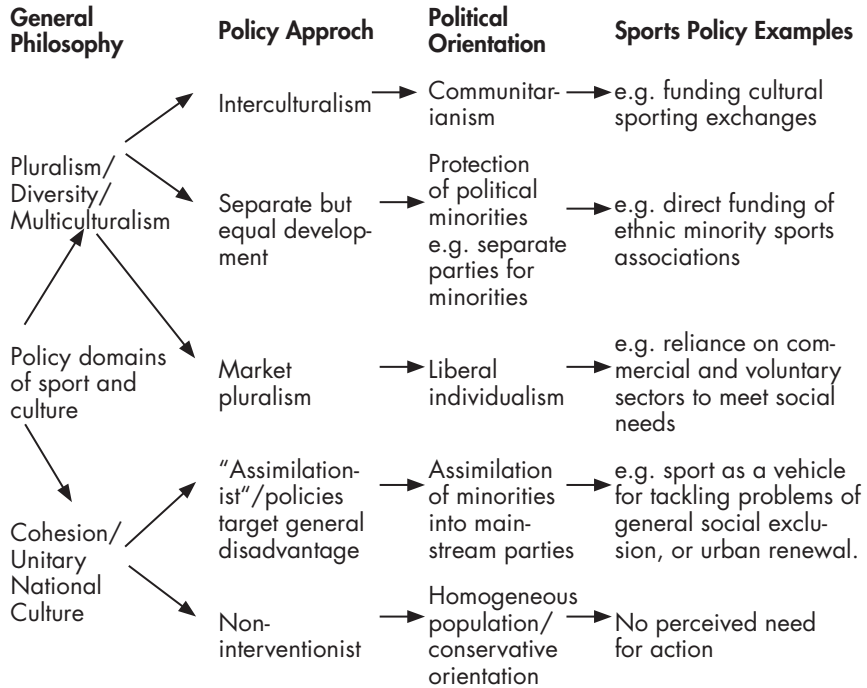 General
Philosophy
Policy Approch
Political
Orientation
Sports Policy Examples
Interculturalism
Communitar-
ianism
e.g. funding cultural
sporting exchanges
Pluralism/
Diversity/
Multiculturalism
Separate but
equal develop-
ment
Protection
of political
minorities
e.g. separate
parties for
minorities
e.g. direct funding of
ethnic minority sports
associations
Policy domains
of sport and
culture
Market
pluralism
Liberal
individualism
e.g. reliance on com-
mercial and voluntary
sectors to meet social
needs
Cohesion/
Unitary
National
Culture
"Assimilation-
ist"/policies
target general
disadvantage
Assimilation
of minorities
into main-
stream parties
e.g. sport as a vehicle
for tackling problems of
general social exclu-
sion, or urban renewal.
Non-
interventionist
Homogeneous
population/
conservative
orientation
No perceived need
for action